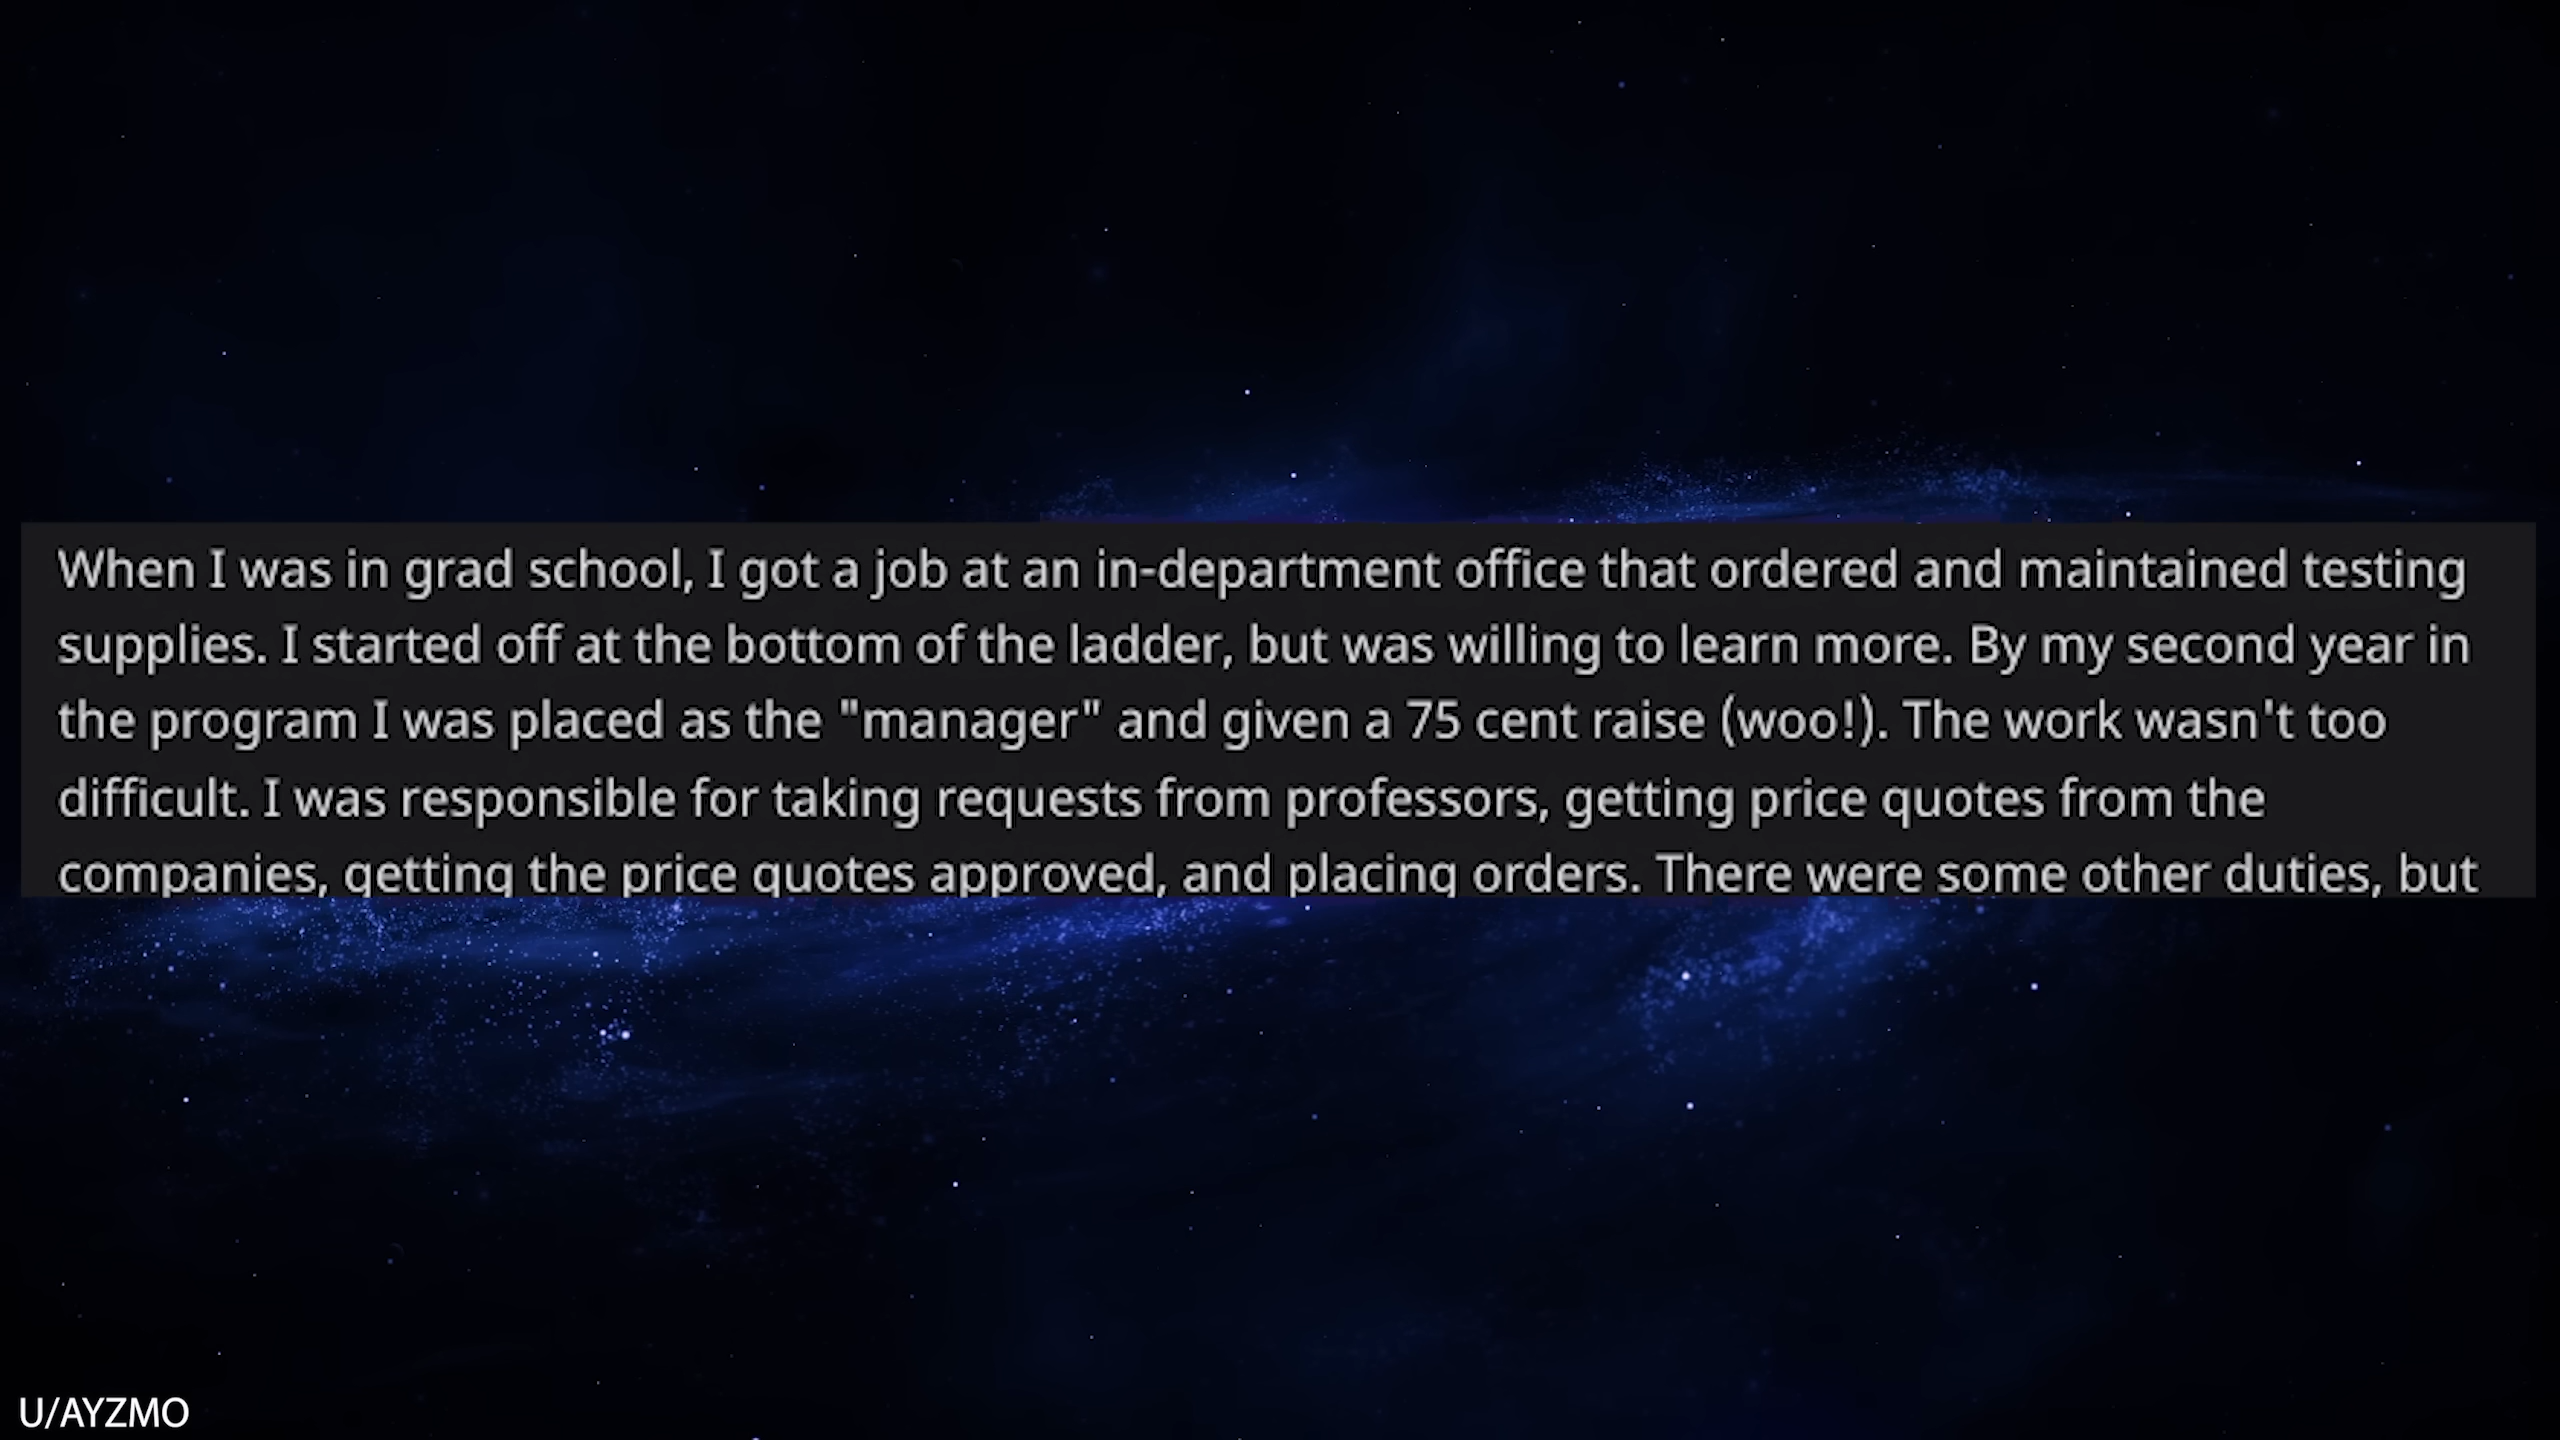 When I was in grad school, I got a job at an in-department office that ordered and maintained testing
supplies. I started off at the bottom of the ladder, but was willing to learn more. By my second year in
the program I was placed as the "manager" and given a 75 cent raise (woo!). The work wasn't too
difficult. I was responsible for taking requests from professors, getting price quotes from the
companies, getting the price quotes approved, and placing orders. There were some other duties, but
U/AYZMO